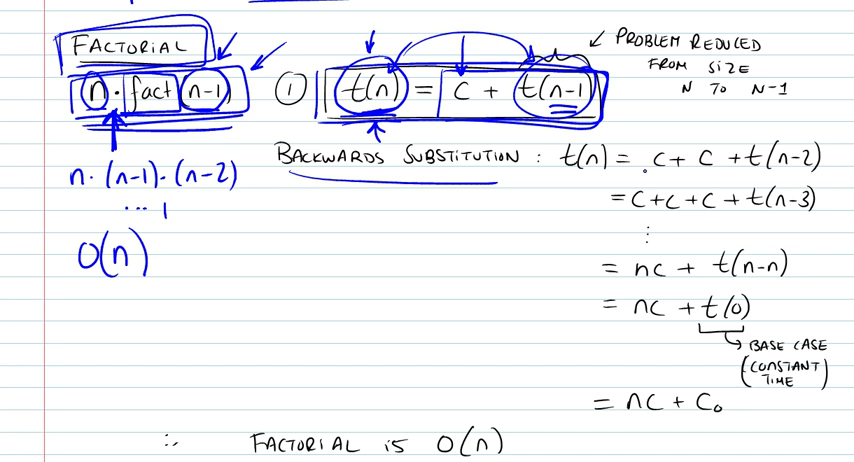 FACTORIAL
n · fact (n-1)
n · (n-1) · (n-2)
... 1
O(n)
① t(n) = c + t(n-1)
PROBLEM REDUCED
FROM SIZE
N TO N-1
BACKWARDS SUBSTITUTION : t(n) = c + c + t(n-2)
= c + c + c + t(n-3)
⋮
= nc + t(n-n)
= nc + t(0)
↳ BASE CASE
(CONSTANT
TIME)
= nc + c₀
∴ FACTORIAL IS O(n)